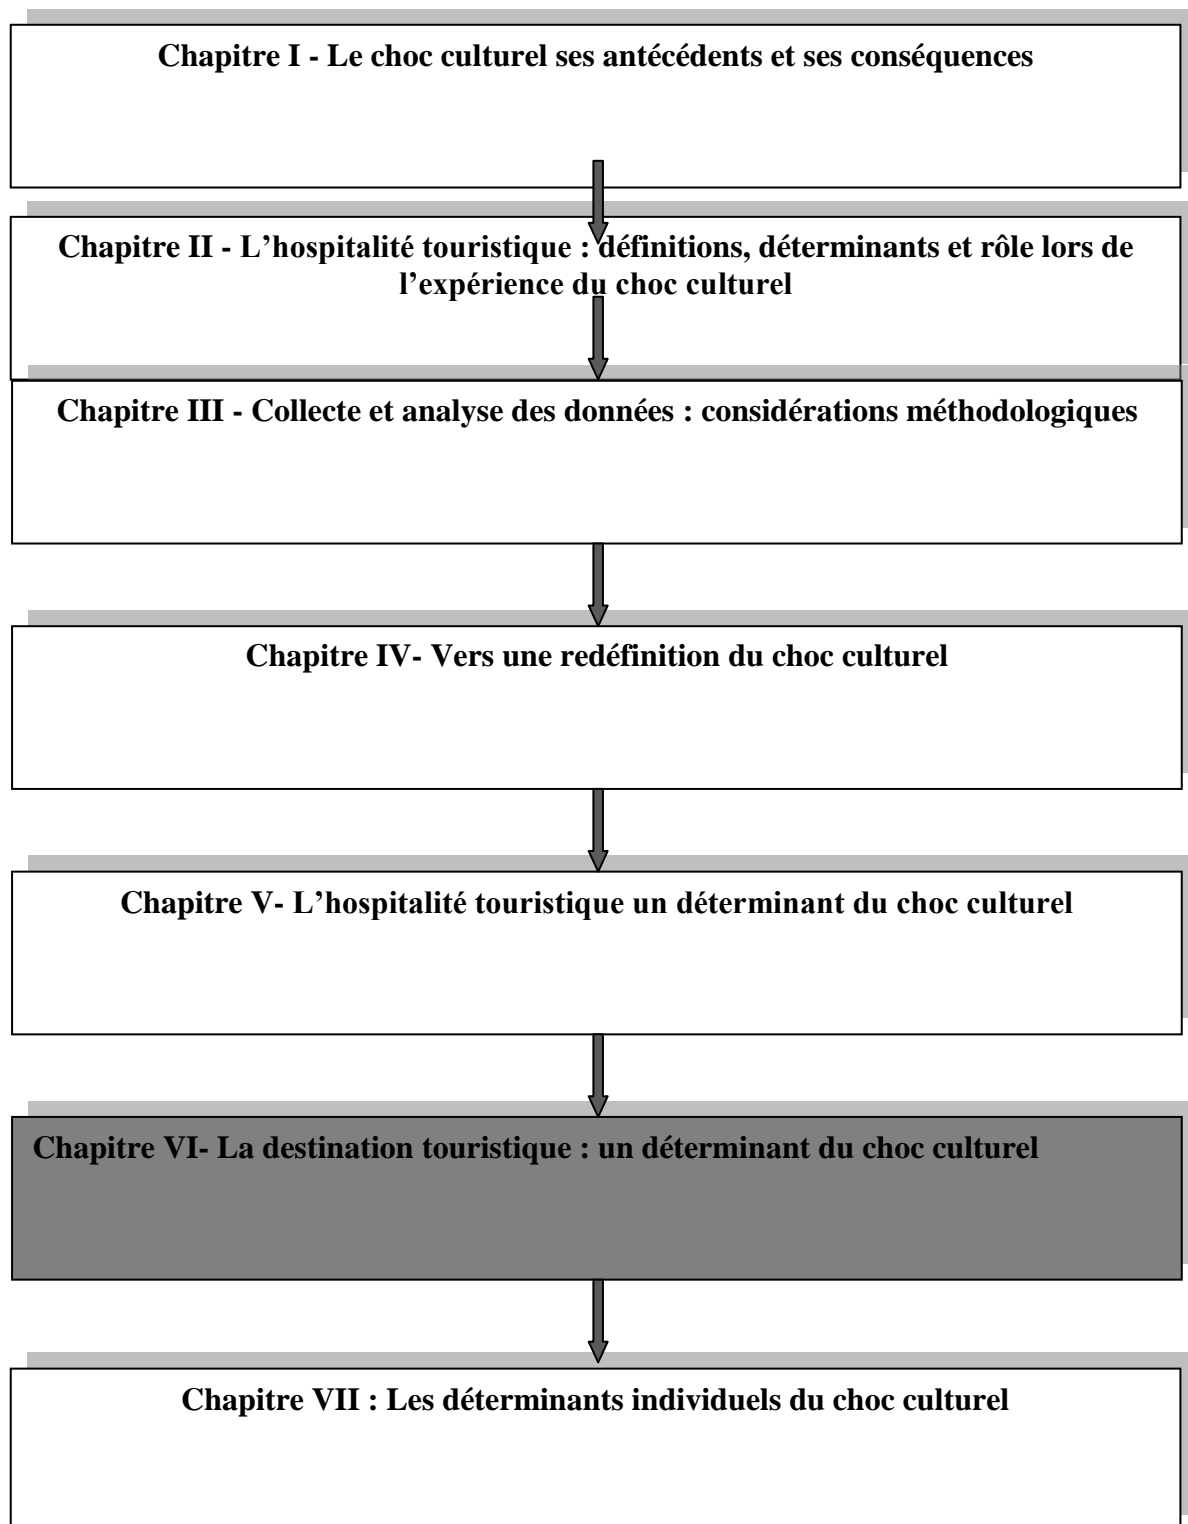 Chapitre I - Le choc culturel ses antécédents et ses conséquences
Chapitre II - L’hospitalité touristique : définitions, déterminants et rôle lors de
l’expérience du choc culturel
Chapitre III - Collecte et analyse des données : considérations méthodologiques
Chapitre IV- Vers une redéfinition du choc culturel
Chapitre V- L’hospitalité touristique un déterminant du choc culturel
Chapitre VI- La destination touristique : un déterminant du choc culturel
Chapitre VII : Les déterminants individuels du choc culturel